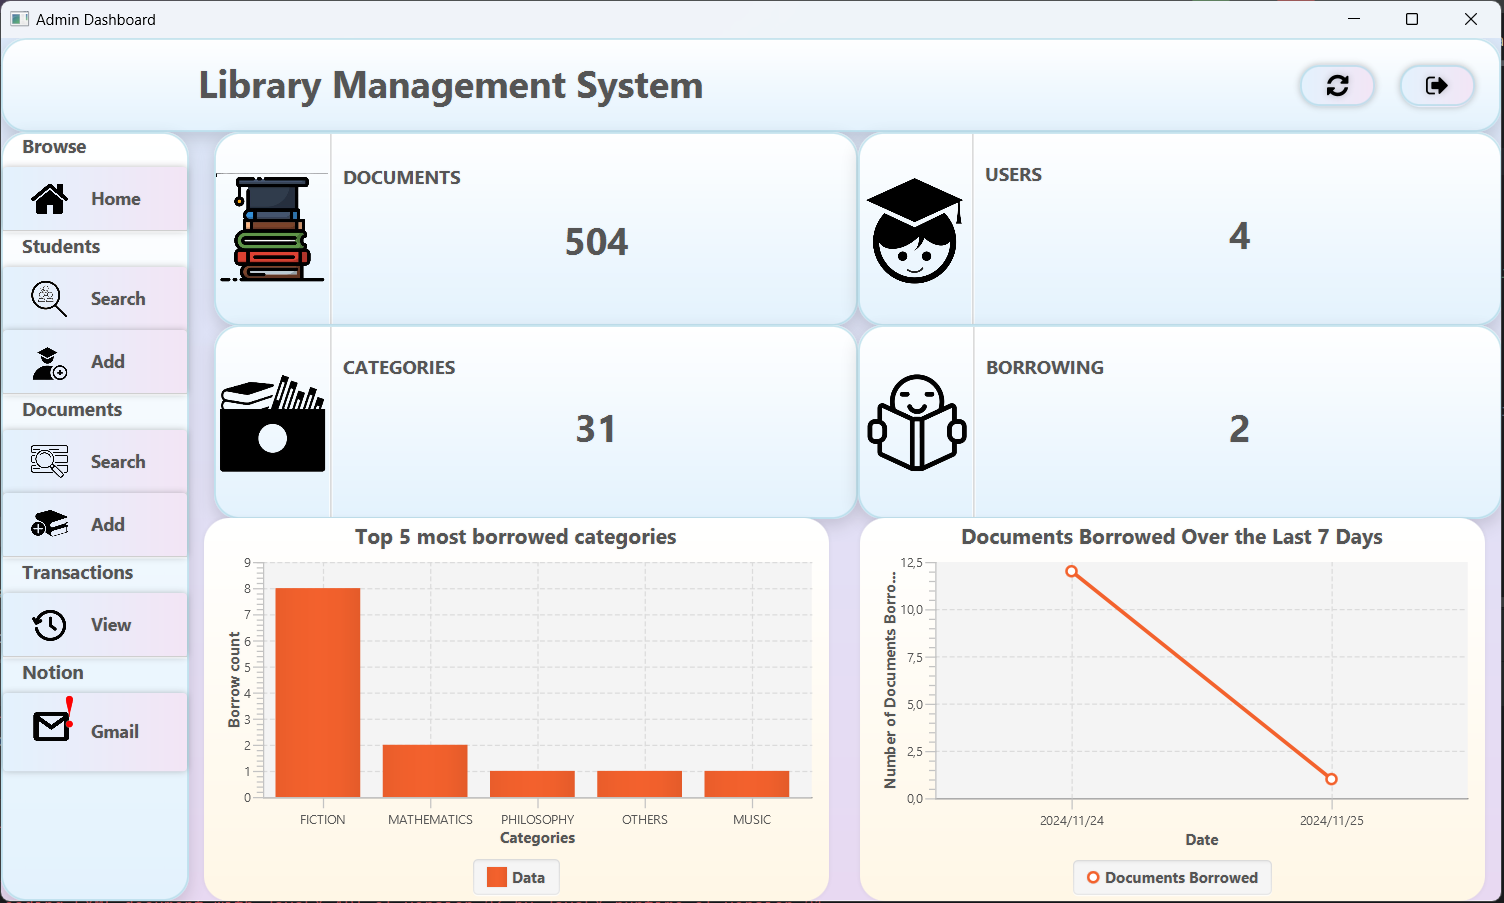 Admin Dashboard
Library Management System
Browse
Home
Students
Search
Add
Documents
Search
Add
Transactions
View
Notion
Gmail
DOCUMENTS
504
USERS
4
CATEGORIES
31
BORROWING
2
Top 5 most borrowed categories
Borrow count
9
8
7
6
5
4
3
2
1
0
FICTION
MATHEMATICS
PHILOSOPHY
OTHERS
MUSIC
Categories
Data
Documents Borrowed Over the Last 7 Days
Number of Documents Borro...
12,5
10,0
7,5
5,0
2,5
0,0
2024/11/24
2024/11/25
Date
Documents Borrowed